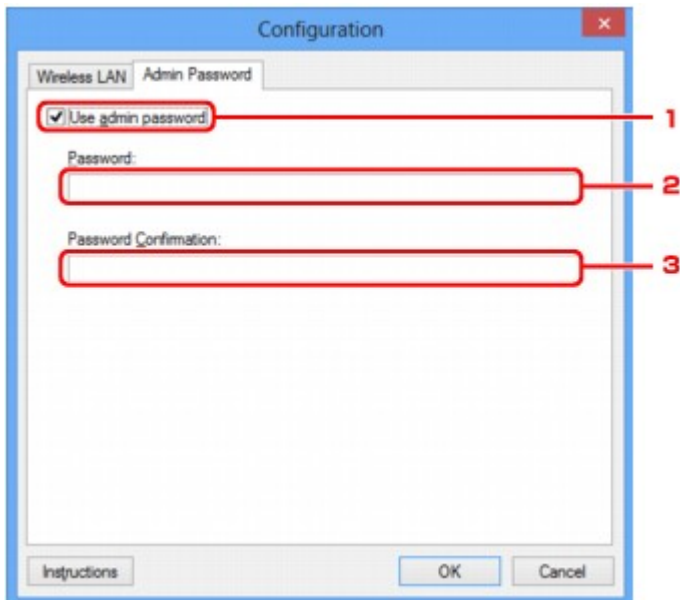 Configuration
Wireless LAN
Admin Password
Use admin password
1
Password:
2
Password Confirmation:
3
Instructions
OK
Cancel